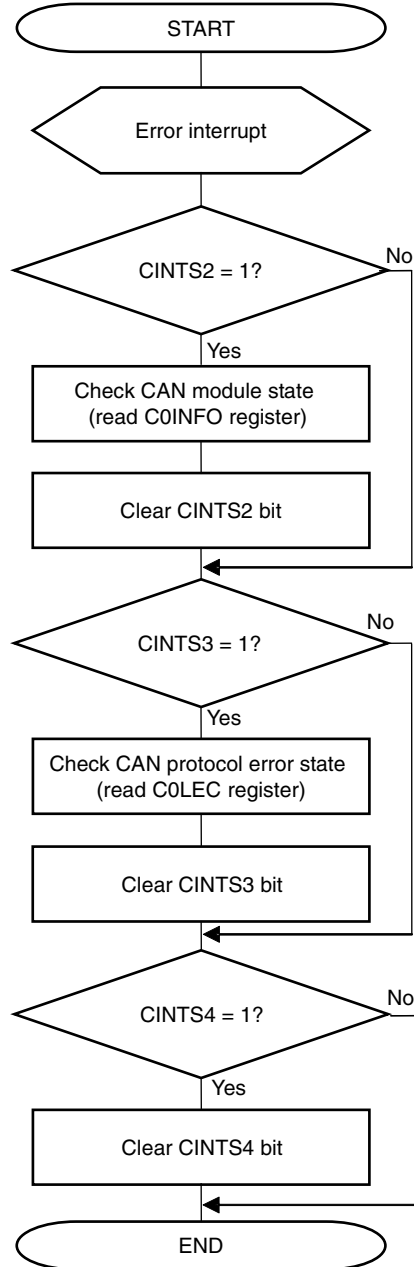 START
Error interrupt
CINTS2 = 1?
No
Yes
Check CAN module state
(read C0INFO register)
Clear CINTS2 bit
CINTS3 = 1?
No
Yes
Check CAN protocol error state
(read C0LEC register)
Clear CINTS3 bit
CINTS4 = 1?
No
Yes
Clear CINTS4 bit
END